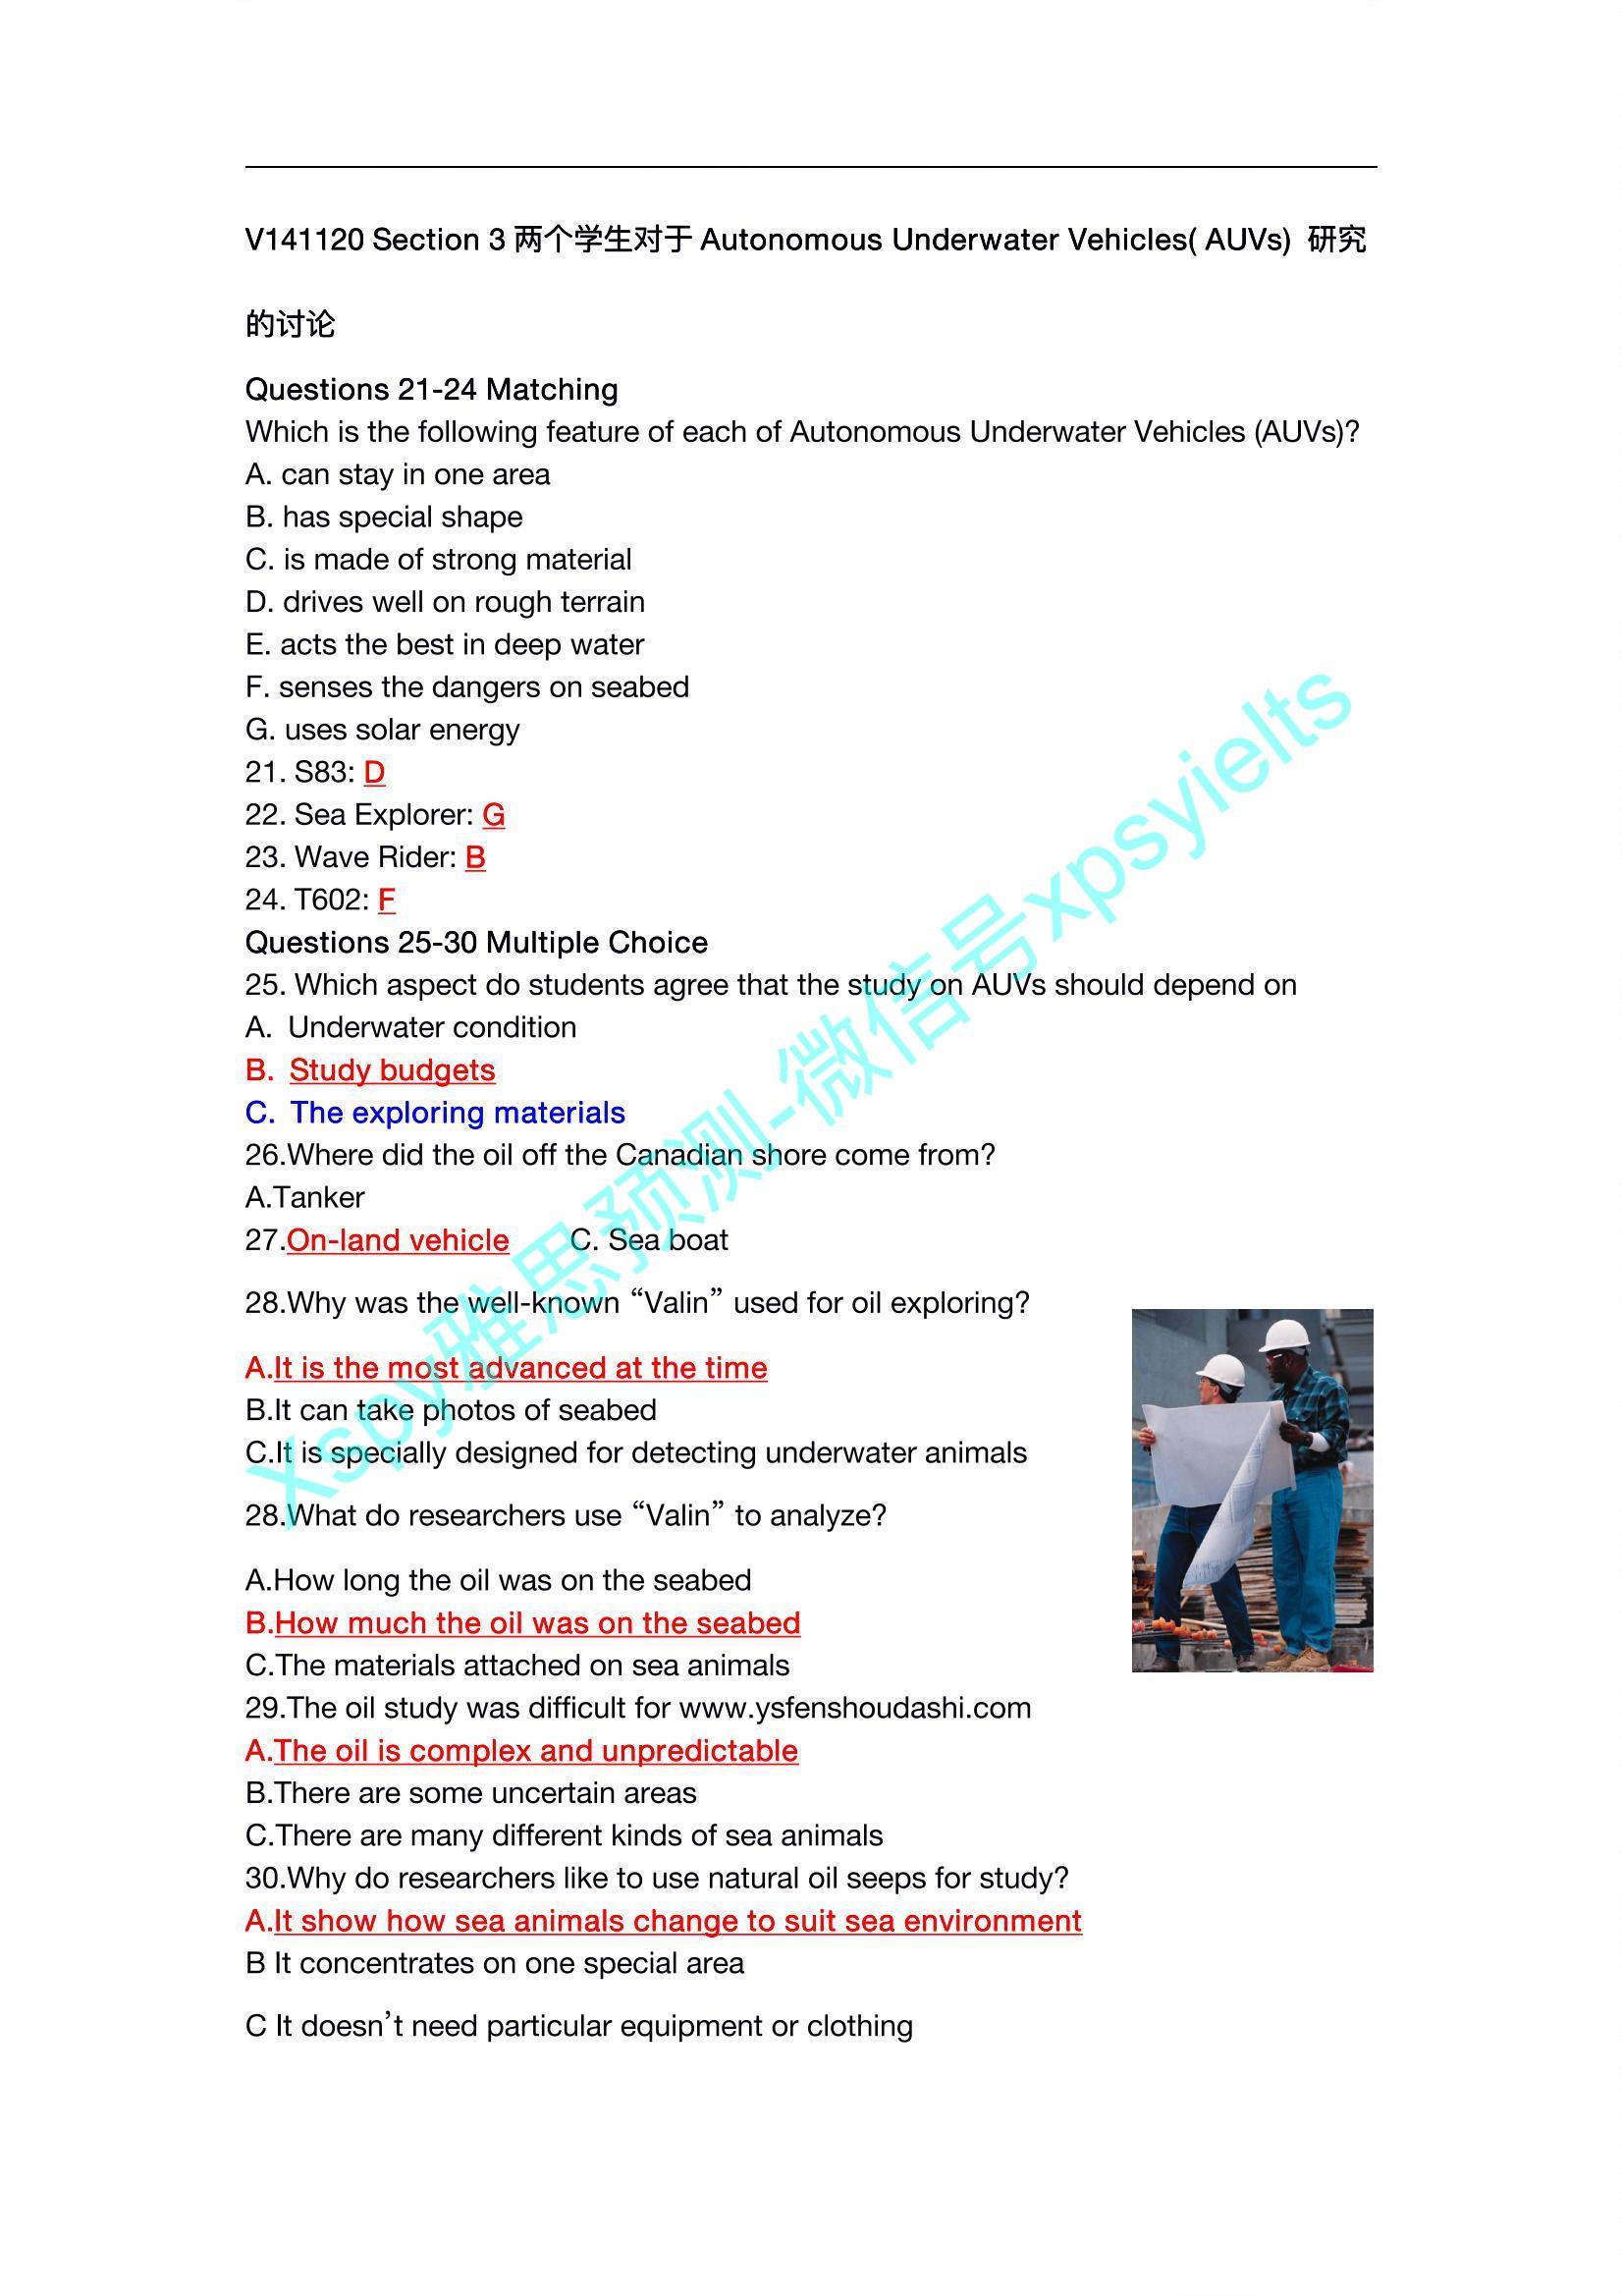 V141120 Section 3 两个学生对于 Autonomous Underwater Vehicles( AUVs)  研究
的讨论
Questions 21-24 Matching
Which is the following feature of each of Autonomous Underwater Vehicles (AUVs)?
A. can stay in one area
B. has special shape
C. is made of strong material
D. drives well on rough terrain
E. acts the best in deep water
F. senses the dangers on seabed
G. uses solar energy
21. S83: D
22. Sea Explorer: G
23. Wave Rider: B
24. T602: F
Questions 25-30 Multiple Choice
25. Which aspect do students agree that the study on AUVs should depend on
A.  Underwater condition
B.  Study budgets
C.  The exploring materials
26.Where did the oil off the Canadian shore come from?
A.Tanker
27.On-land vehicle        C. Sea boat
28.Why was the well-known “Valin” used for oil exploring?
A.It is the most advanced at the time
B.It can take photos of seabed
C.It is specially designed for detecting underwater animals
28.What do researchers use “Valin” to analyze?
A.How long the oil was on the seabed
B.How much the oil was on the seabed
C.The materials attached on sea animals
29.The oil study was difficult for www.ysfenshoudashi.com
A.The oil is complex and unpredictable
B.There are some uncertain areas
C.There are many different kinds of sea animals
30.Why do researchers like to use natural oil seeps for study?
A.It show how sea animals change to suit sea environment
B It concentrates on one special area
C It doesn’t need particular equipment or clothing
Xspy雅思预测-微信号xpsyielts